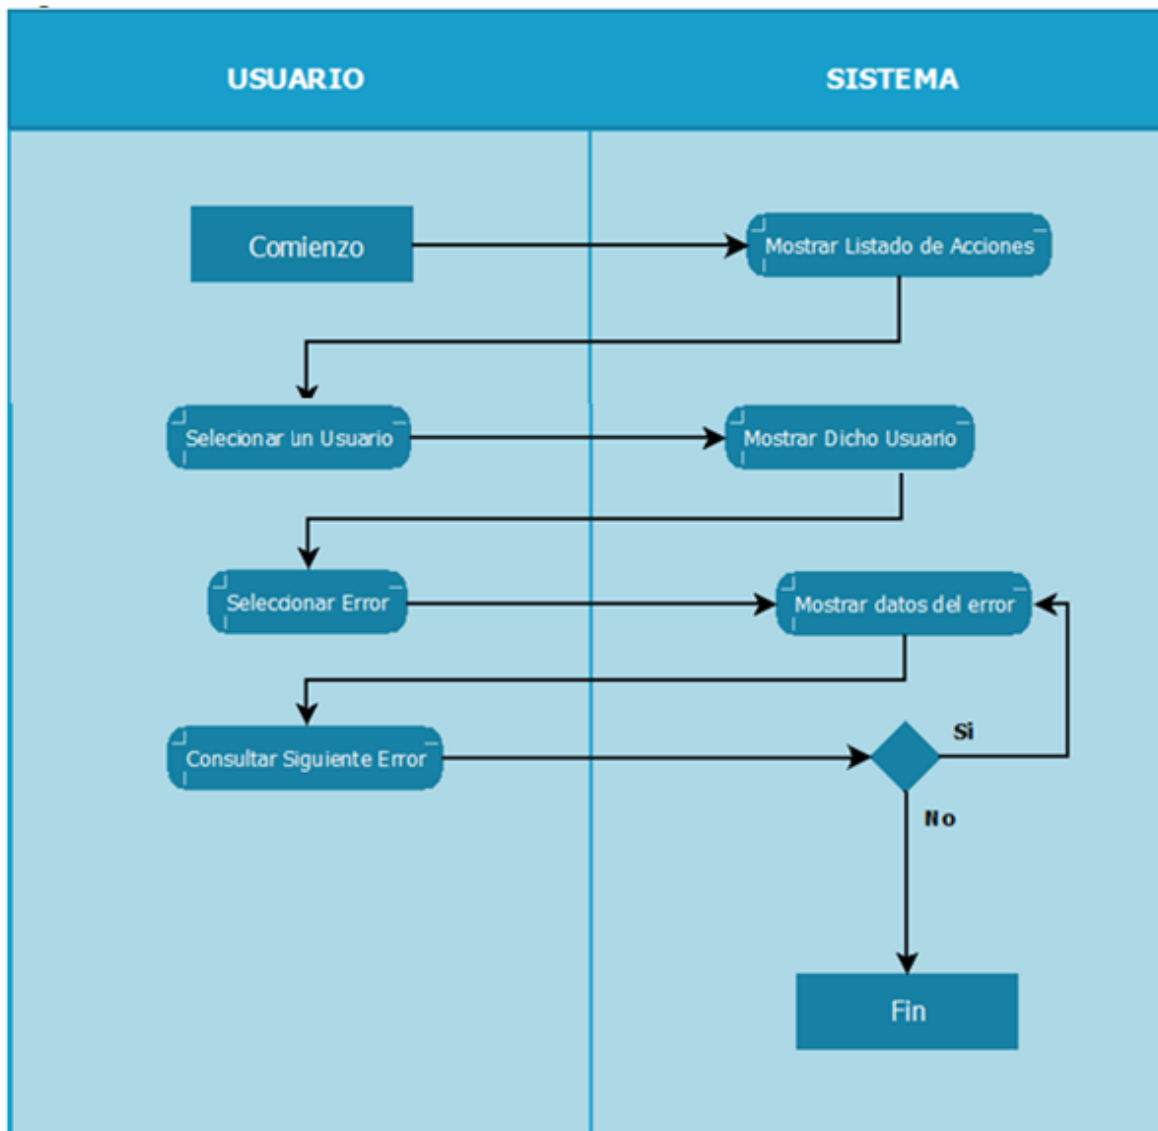 USUARIO
SISTEMA
Comienzo
Mostrar Listado de Acciones
Selecionar un Usuario
Mostrar Dicho Usuario
Seleccionar Error
Mostrar datos del error
Consultar Siguiente Error
Si
No
Fin